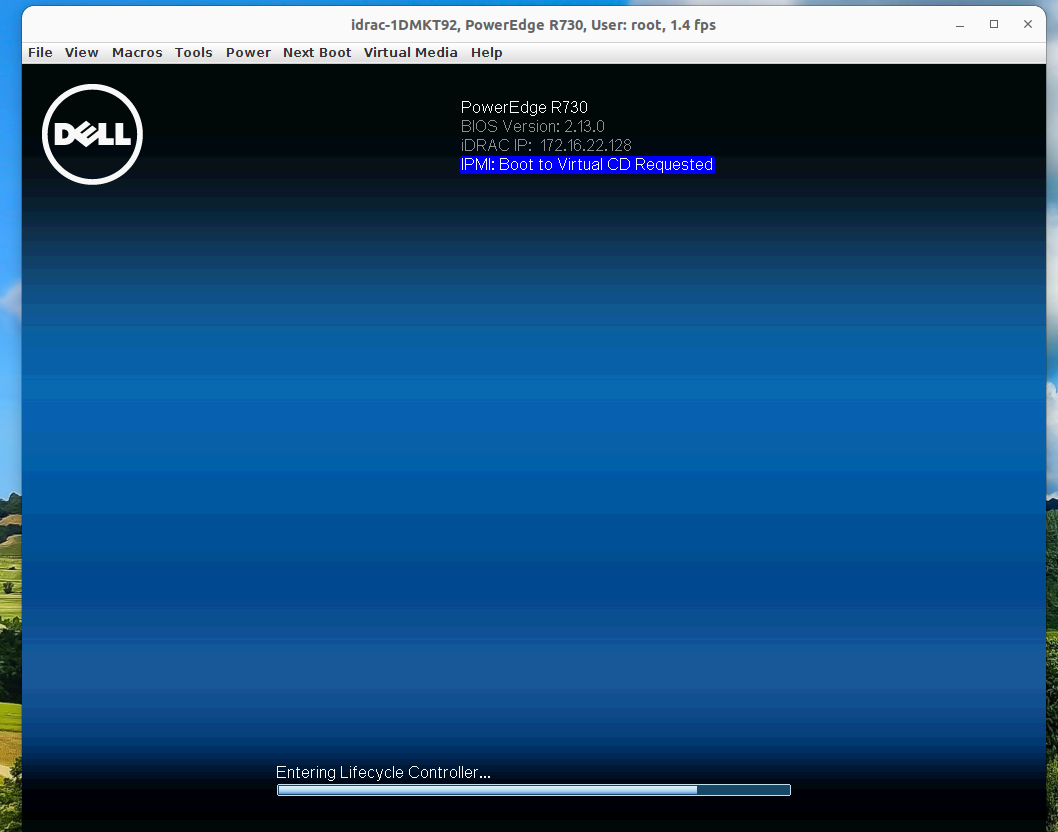 idrac-1DMKT92, PowerEdge R730, User: root, 1.4 fps
File View Macros Tools Power Next Boot Virtual Media Help
DELL
PowerEdge R730
BIOS Version: 2.13.0
iDRAC IP: 172.16.22.128
IPMI: Boot to Virtual CD Requested
Entering Lifecycle Controller...